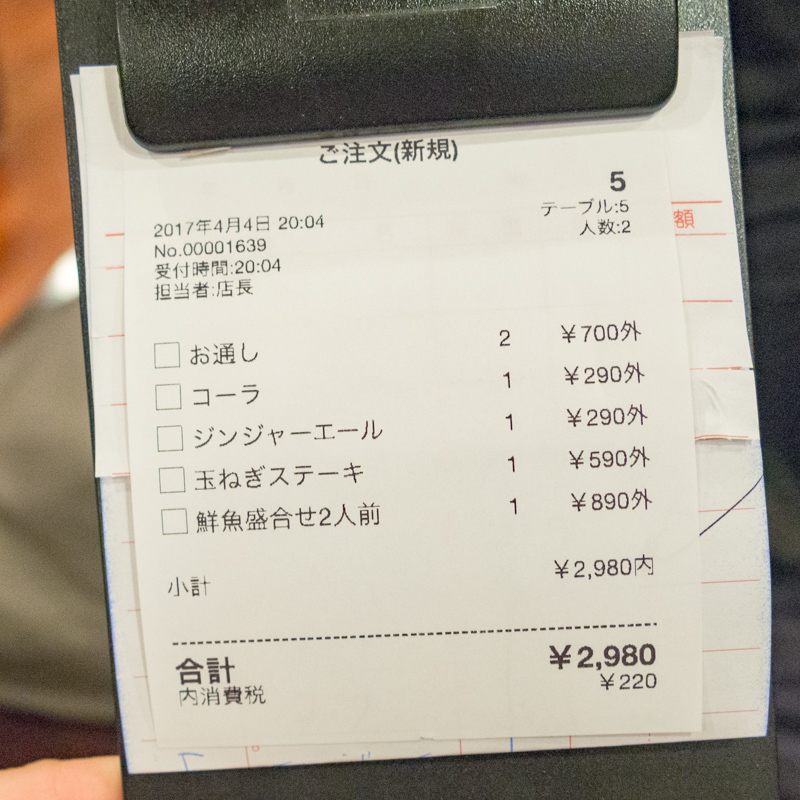 ご注文(新規)
5
テーブル:5
人数:2
2017年4月4日 20:04
No.00001639
受付時間:20:04
担当者:店長
お通し 2 ¥700外
コーラ 1 ¥290外
ジンジャーエール 1 ¥290外
玉ねぎステーキ 1 ¥590外
鮮魚盛合せ2人前 1 ¥890外
小計 ¥2,980内
合計 ¥2,980
内消費税 ¥220
額